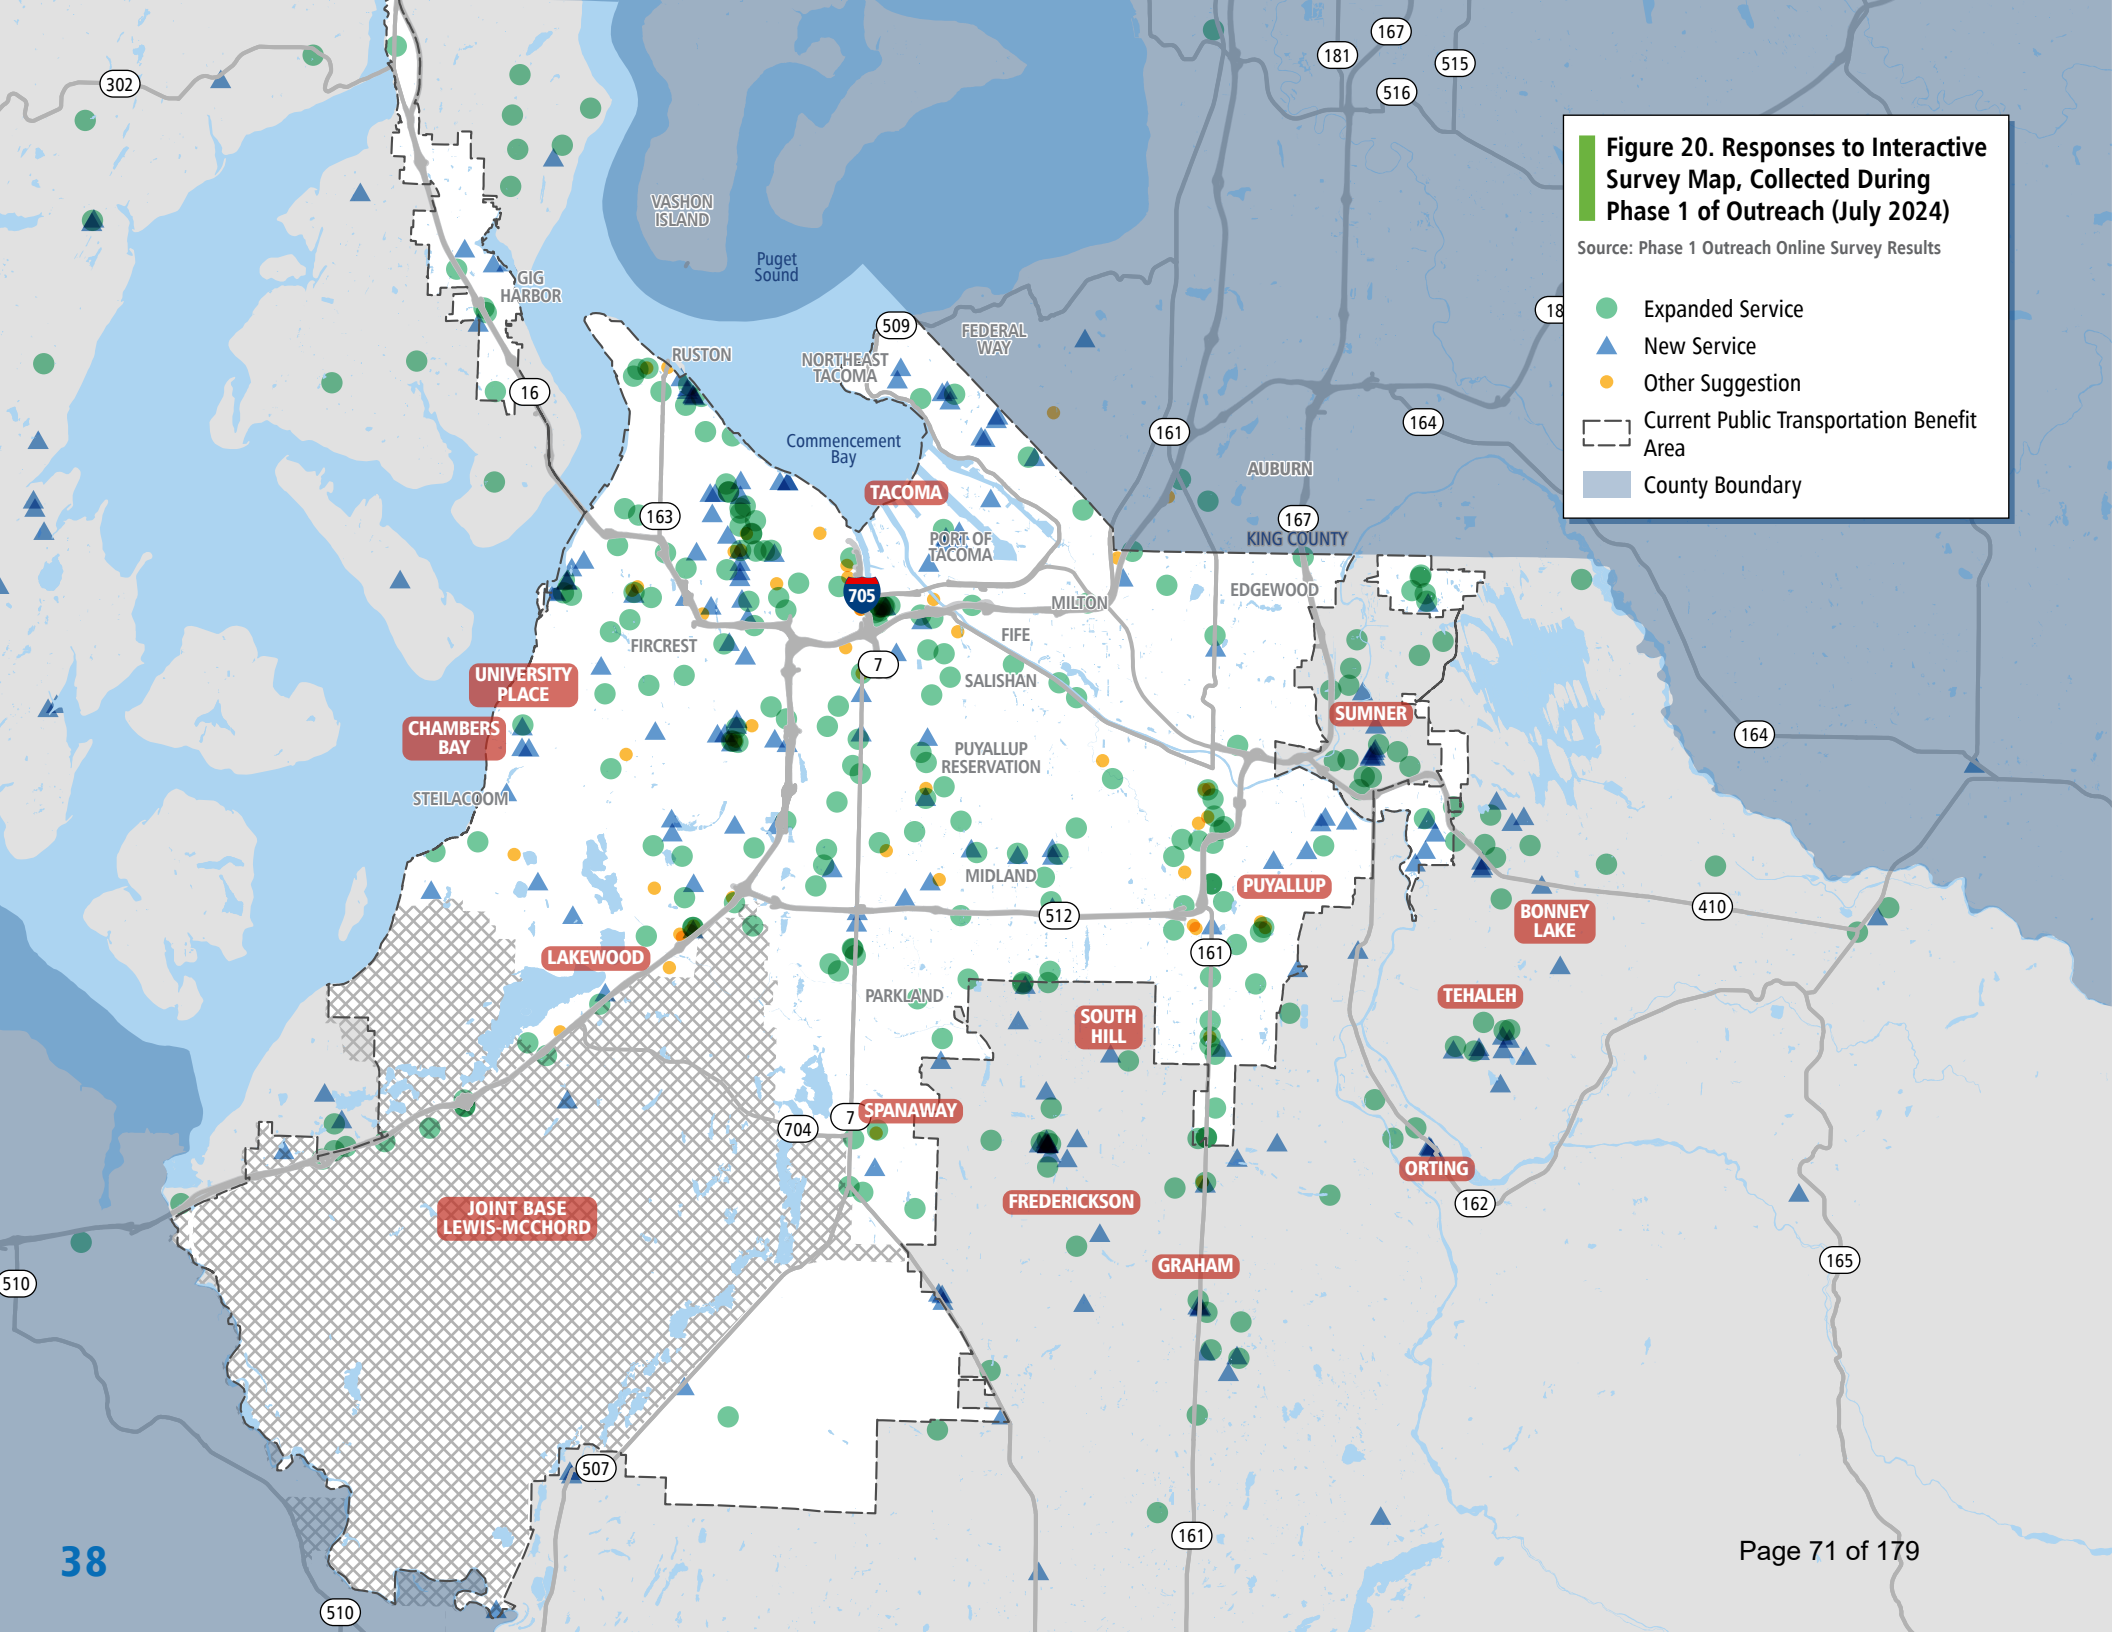 302
167
181
515
516
Figure 20. Responses to Interactive
Survey Map, Collected During
Phase 1 of Outreach (July 2024)
Source: Phase 1 Outreach Online Survey Results
Expanded Service
New Service
Other Suggestion
Current Public Transportation Benefit
Area
County Boundary
VASHON
ISLAND
Puget
Sound
GIG
HARBOR
18
509
FEDERAL
WAY
RUSTON
NORTHEAST
TACOMA
16
161
164
Commencement
Bay
AUBURN
TACOMA
163
167
KING COUNTY
PORT OF
TACOMA
705
EDGEWOOD
MILTON
FIFE
FIRCREST
7
SALISHAN
UNIVERSITY
PLACE
SUMNER
CHAMBERS
BAY
164
PUYALLUP
RESERVATION
STEILACOOM
MIDLAND
PUYALLUP
512
410
BONNEY
LAKE
LAKEWOOD
161
PARKLAND
TEHALEH
SOUTH
HILL
7
SPANAWAY
704
ORTING
FREDERICKSON
162
JOINT BASE
LEWIS-MCCHORD
GRAHAM
165
510
507
161
Page 71 of 179
38
510